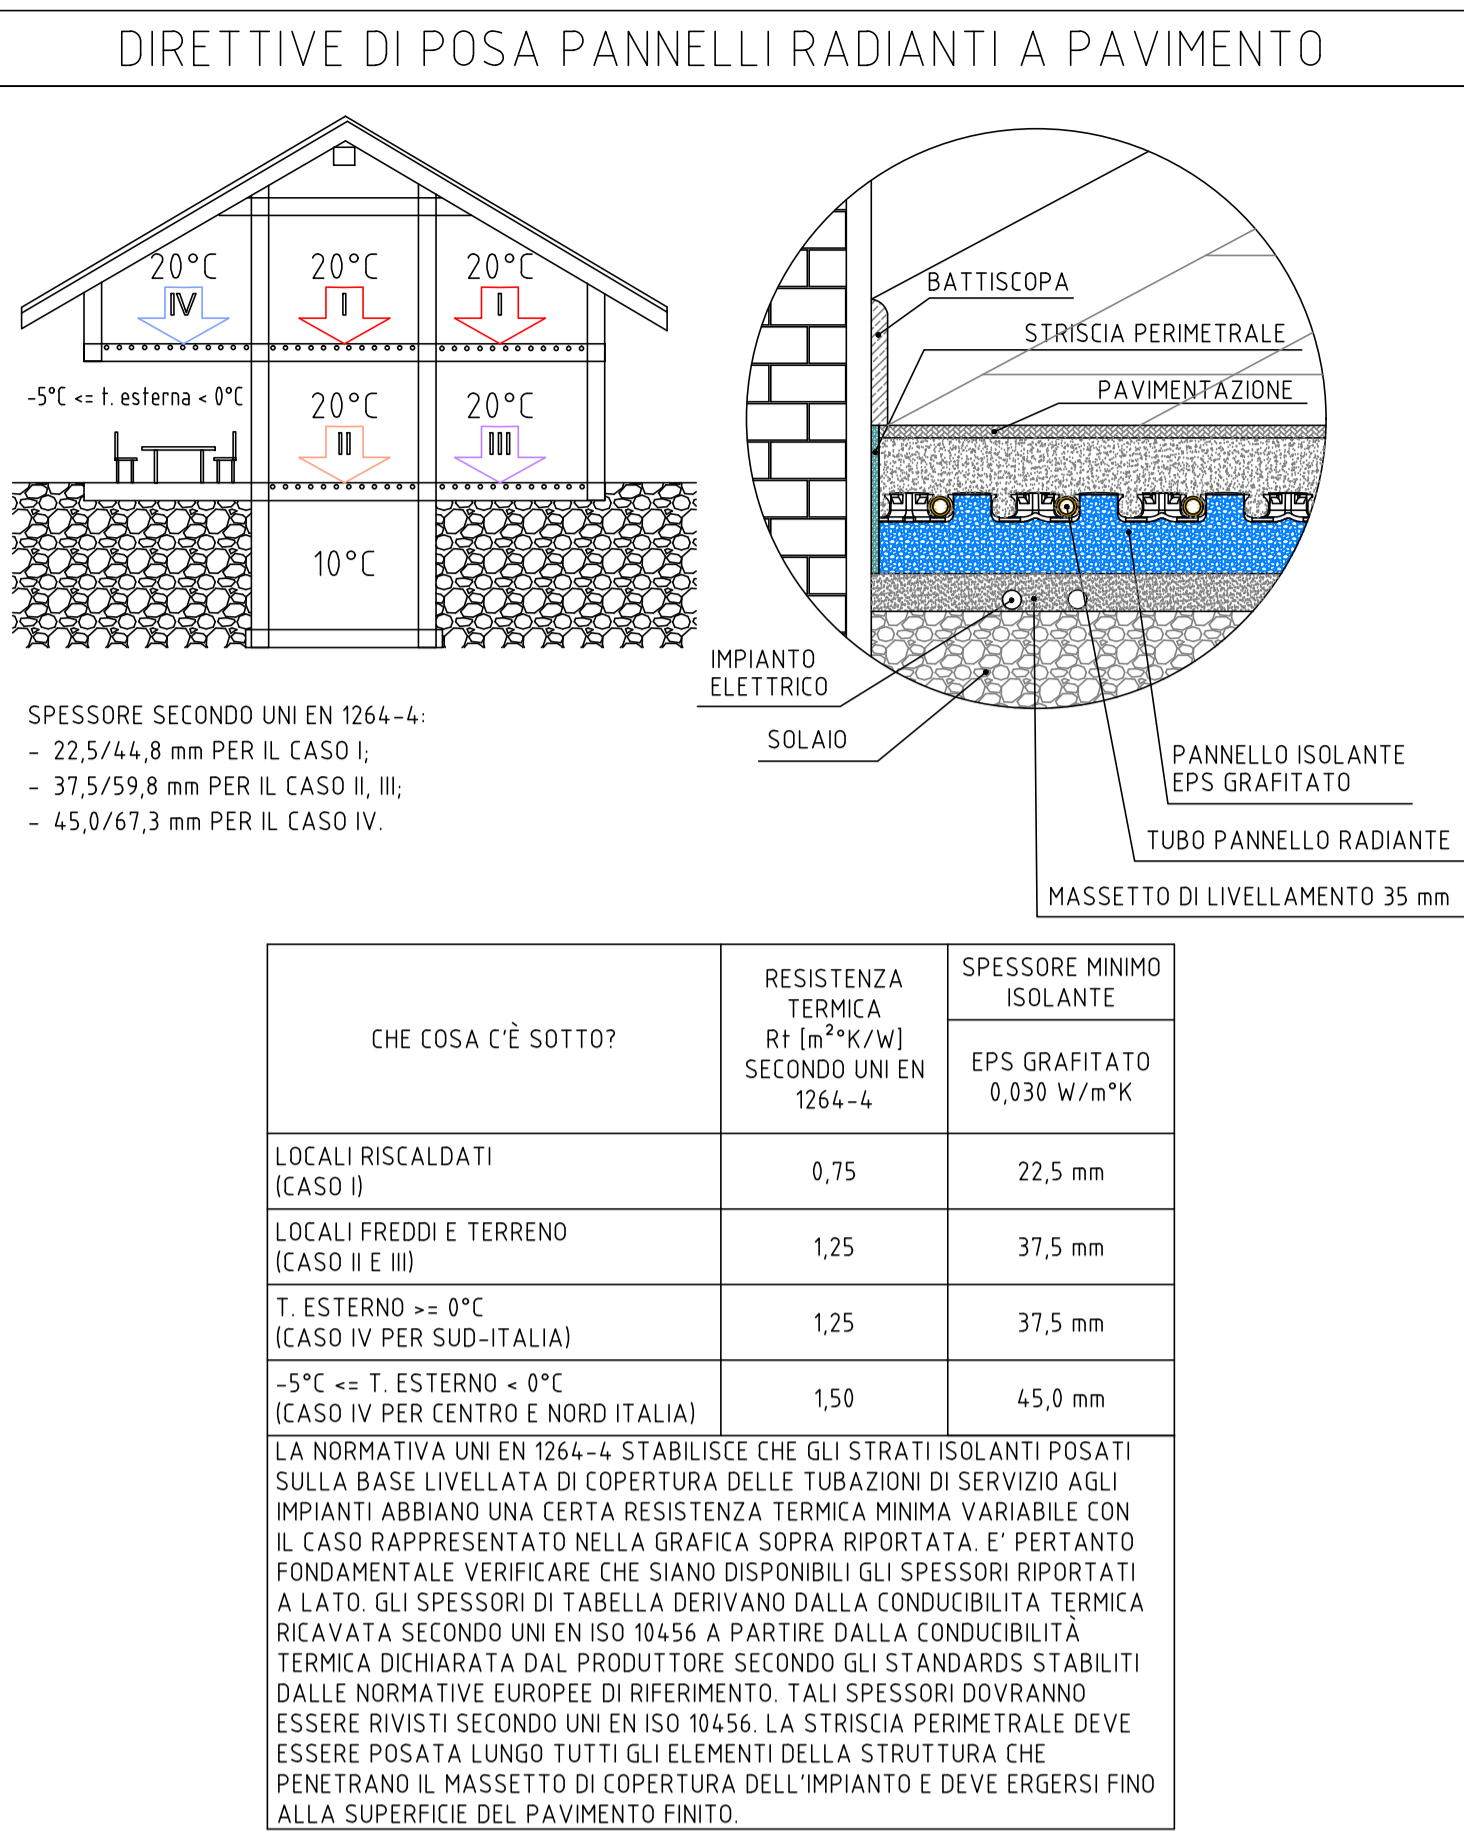 DIRETTIVE DI POSA PANNELLI RADIANTI A PAVIMENTO
20°C
20°C
20°C
IV
I
I
-5°C <= t. esterna < 0°C
20°C
20°C
II
III
10°C
BATTISCOPA
STRISCIA PERIMETRALE
PAVIMENTAZIONE
IMPIANTO
ELETTRICO
SOLAIO
PANNELLO ISOLANTE
EPS GRAFITATO
TUBO PANNELLO RADIANTE
MASSETTO DI LIVELLAMENTO 35 mm
SPESSORE SECONDO UNI EN 1264-4:
- 22,5/44,8 mm PER IL CASO I;
- 37,5/59,8 mm PER IL CASO II, III;
- 45,0/67,3 mm PER IL CASO IV.
CHE COSA C'È SOTTO?
RESISTENZA
TERMICA
Rt [m²°K/W]
SECONDO UNI EN
1264-4
SPESSORE MINIMO
ISOLANTE
EPS GRAFITATO
0,030 W/m°K
LOCALI RISCALDATI
(CASO I)
0,75
22,5 mm
LOCALI FREDDI E TERRENO
(CASO II E III)
1,25
37,5 mm
T. ESTERNO >= 0°C
(CASO IV PER SUD-ITALIA)
1,25
37,5 mm
-5°C <= T. ESTERNO < 0°C
(CASO IV PER CENTRO E NORD ITALIA)
1,50
45,0 mm
LA NORMATIVA UNI EN 1264-4 STABILISCE CHE GLI STRATI ISOLANTI POSATI
SULLA BASE LIVELLATA DI COPERTURA DELLE TUBAZIONI DI SERVIZIO AGLI
IMPIANTI ABBIANO UNA CERTA RESISTENZA TERMICA MINIMA VARIABILE CON
IL CASO RAPPRESENTATO NELLA GRAFICA SOPRA RIPORTATA. E' PERTANTO
FONDAMENTALE VERIFICARE CHE SIANO DISPONIBILI GLI SPESSORI RIPORTATI
A LATO. GLI SPESSORI DI TABELLA DERIVANO DALLA CONDUCIBILITA TERMICA
RICAVATA SECONDO UNI EN ISO 10456 A PARTIRE DALLA CONDUCIBILITÀ
TERMICA DICHIARATA DAL PRODUTTORE SECONDO GLI STANDARDS STABILITI
DALLE NORMATIVE EUROPEE DI RIFERIMENTO. TALI SPESSORI DOVRANNO
ESSERE RIVISTI SECONDO UNI EN ISO 10456. LA STRISCIA PERIMETRALE DEVE
ESSERE POSATA LUNGO TUTTI GLI ELEMENTI DELLA STRUTTURA CHE
PENETRANO IL MASSETTO DI COPERTURA DELL'IMPIANTO E DEVE ERGERSI FINO
ALLA SUPERFICIE DEL PAVIMENTO FINITO.